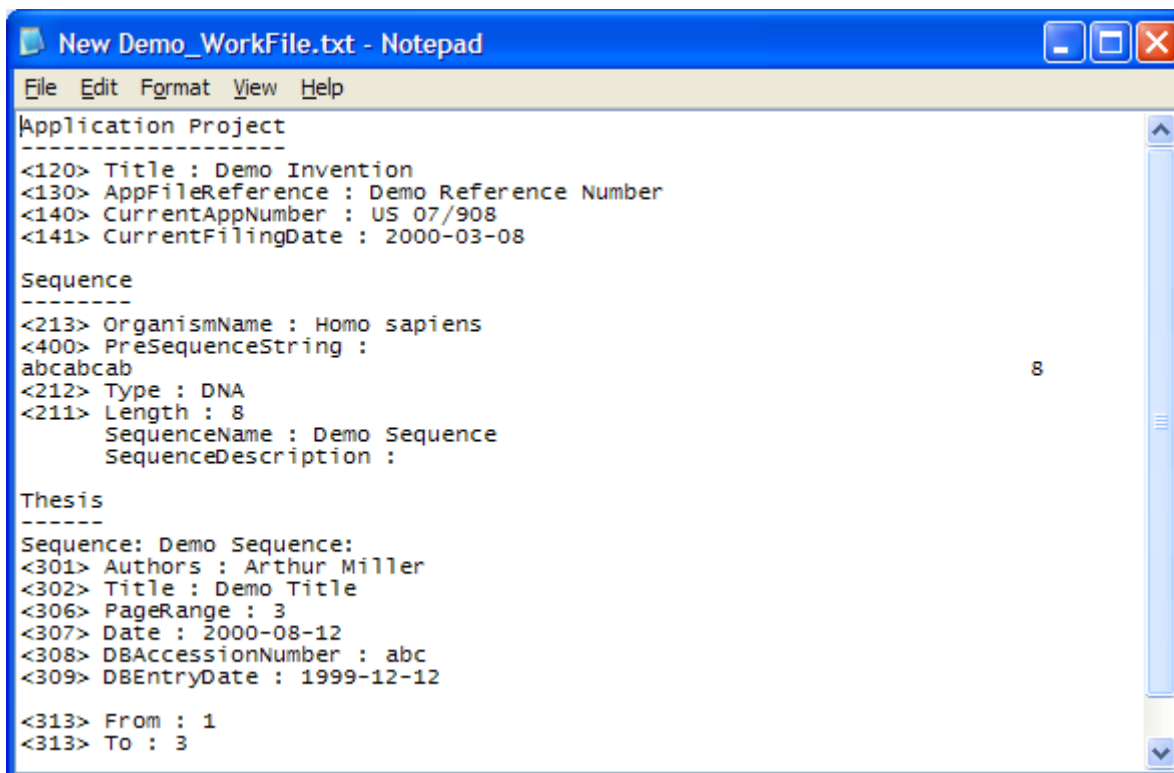 New Demo_WorkFile.txt - Notepad
File Edit Format View Help
Application Project
-------------------
<120> Title : Demo Invention
<130> AppFileReference : Demo Reference Number
<140> CurrentAppNumber : US 07/908
<141> CurrentFilingDate : 2000-03-08
Sequence
--------
<213> OrganismName : Homo sapiens
<400> PreSequenceString :
abcabcab 8
<212> Type : DNA
<211> Length : 8
SequenceName : Demo Sequence
SequenceDescription :
Thesis
------
Sequence: Demo Sequence:
<301> Authors : Arthur Miller
<302> Title : Demo Title
<306> PageRange : 3
<307> Date : 2000-08-12
<308> DBAccessionNumber : abc
<309> DBEntryDate : 1999-12-12
<313> From : 1
<313> To : 3